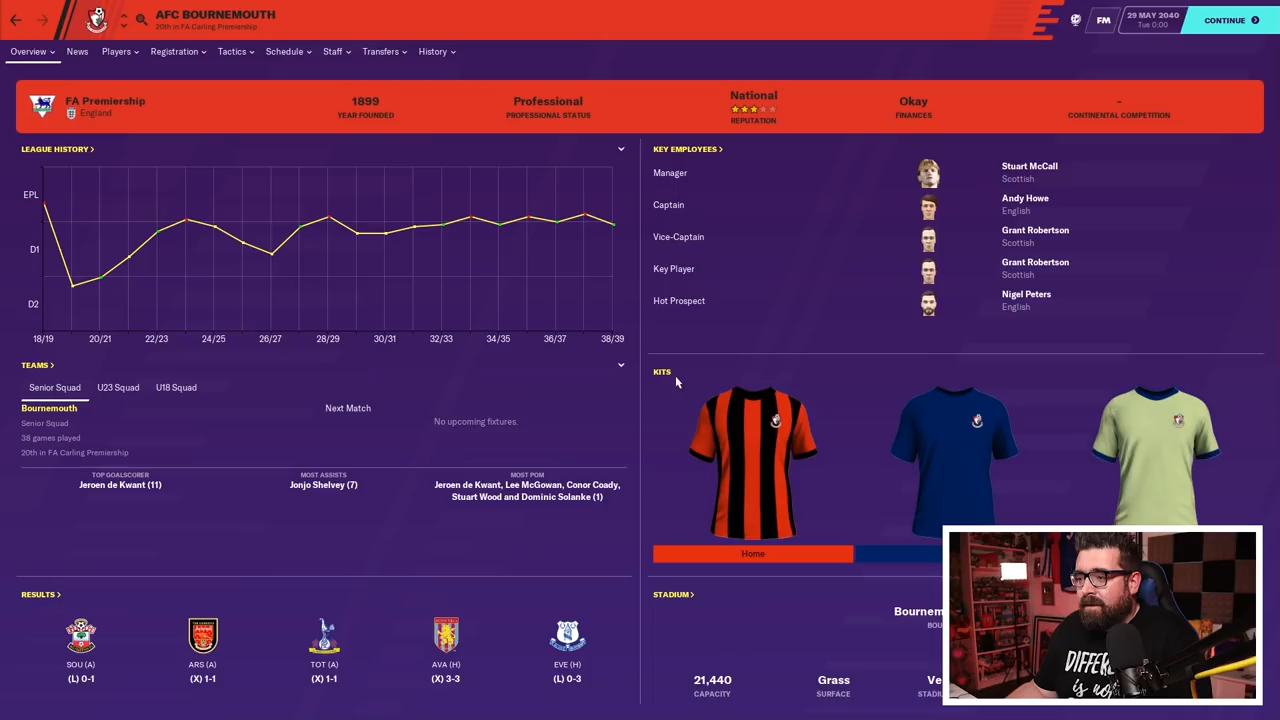 AFC BOURNEMOUTH
20th in FA Carling Premiership
FM
29 MAY 2040
Tue 0:00
CONTINUE
Overview
News
Players
Registration
Tactics
Schedule
Staff
Transfers
History
FA Premiership
England
1899
YEAR FOUNDED
Professional
PROFESSIONAL STATUS
National
REPUTATION
Okay
FINANCES
-
CONTINENTAL COMPETITION
LEAGUE HISTORY >
EPL
D1
D2
18/19 20/21 22/23 24/25 26/27 28/29 30/31 32/33 34/35 36/37 38/39
KEY EMPLOYEES >
Manager
Stuart McCall
Scottish
Captain
Andy Howe
English
Vice-Captain
Grant Robertson
Scottish
Key Player
Grant Robertson
Scottish
Hot Prospect
Nigel Peters
English
TEAMS >
Senior Squad U23 Squad U18 Squad
Bournemouth
Senior Squad
38 games played
20th in FA Carling Premiership
Next Match
No upcoming fixtures.
TOP GOALSCORER
Jeroen de Kwant (11)
MOST ASSISTS
Jonjo Shelvey (7)
MOST POM
Jeroen de Kwant, Lee McGowan, Conor Coady,
Stuart Wood and Dominic Solanke (1)
KITS
Home
RESULTS >
SOU (A)
(L) 0-1
ARS (A)
(X) 1-1
TOT (A)
(X) 1-1
AVA (H)
(X) 3-3
EVE (H)
(L) 0-3
STADIUM >
Bournem
BOU
21,440
CAPACITY
Grass
SURFACE
Ve
STADI
DIFFER
is no